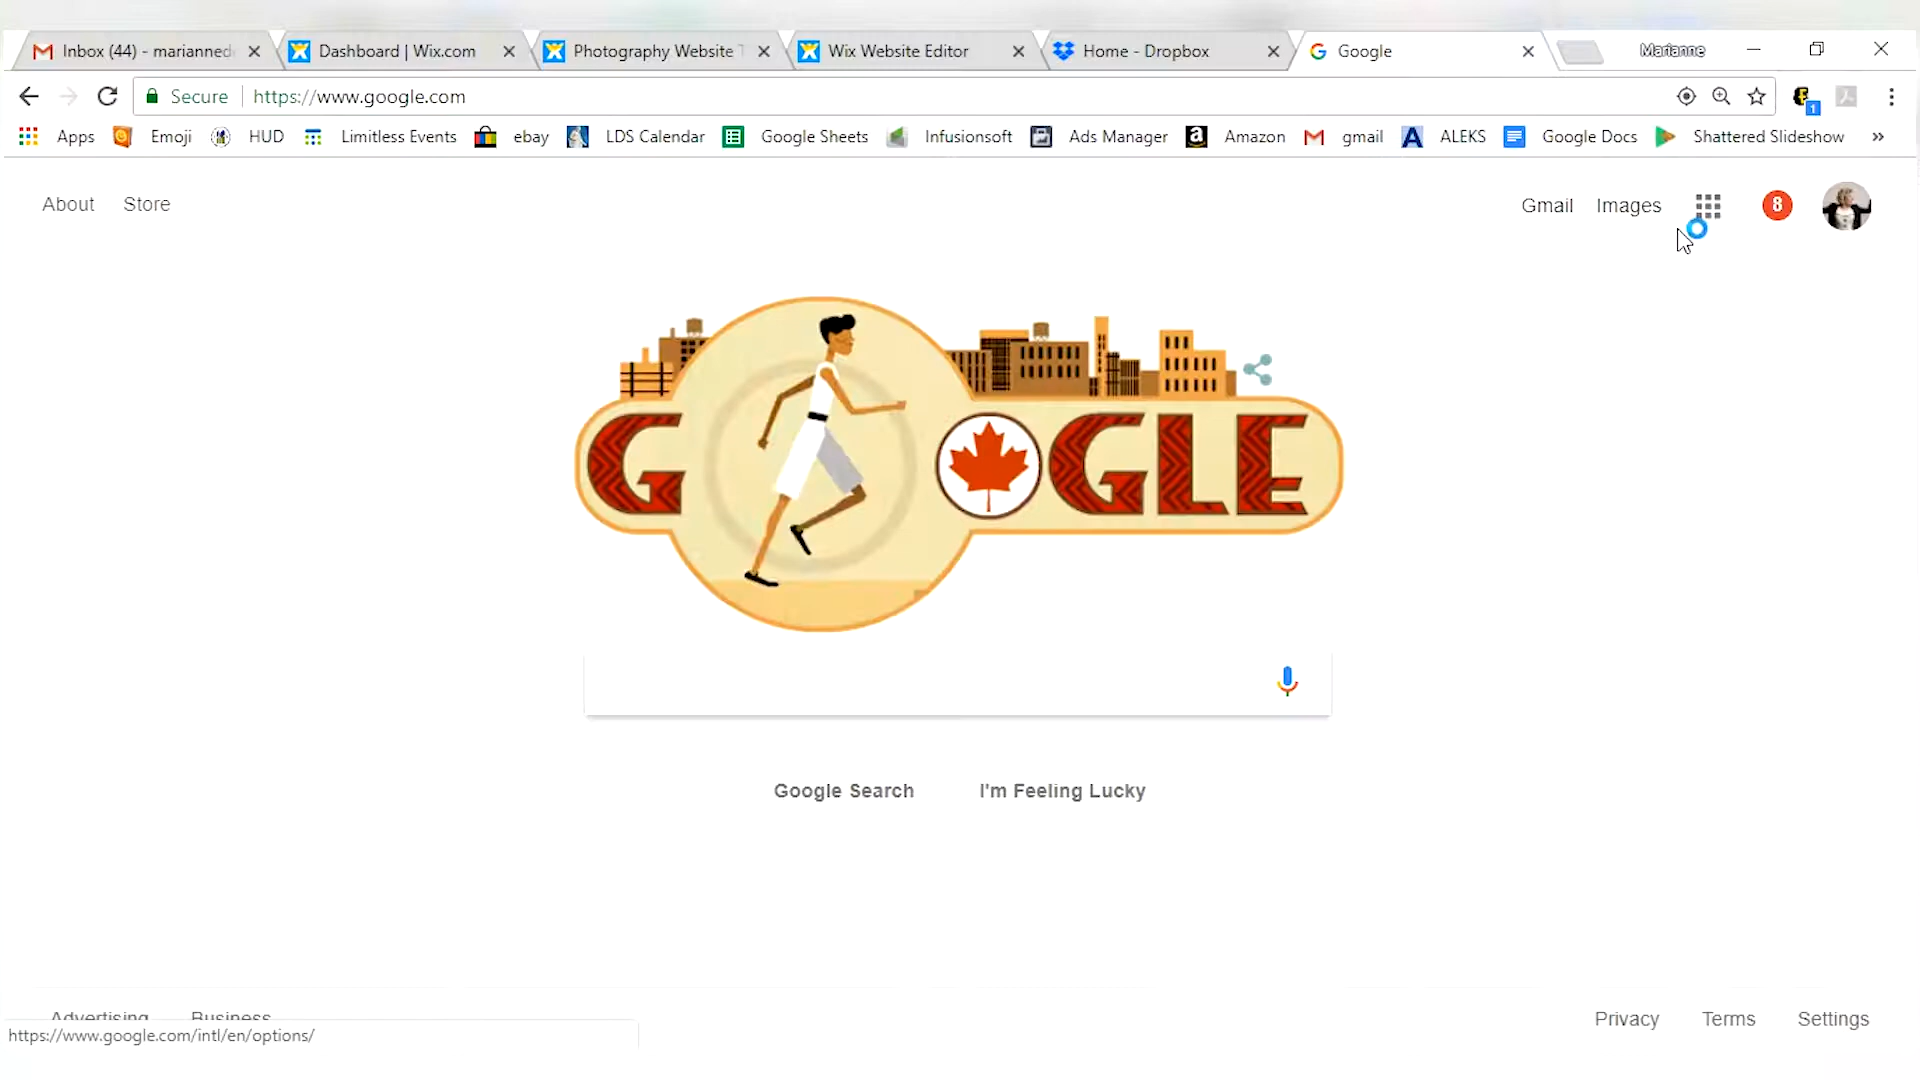 Inbox (44) - mariannede
Dashboard | Wix.com
Photography Website T
Wix Website Editor
Home - Dropbox
Google
Marianne
Secure
https://www.google.com
1
Apps
Emoji
HUD
Limitless Events
ebay
LDS Calendar
Google Sheets
Infusionsoft
Ads Manager
Amazon
gmail
ALEKS
Google Docs
Shattered Slideshow
»
About
Store
Gmail
Images
8
G GLE
Google Search
I'm Feeling Lucky
Advertising
Business
Privacy
Terms
Settings
https://www.google.com/intl/en/options/